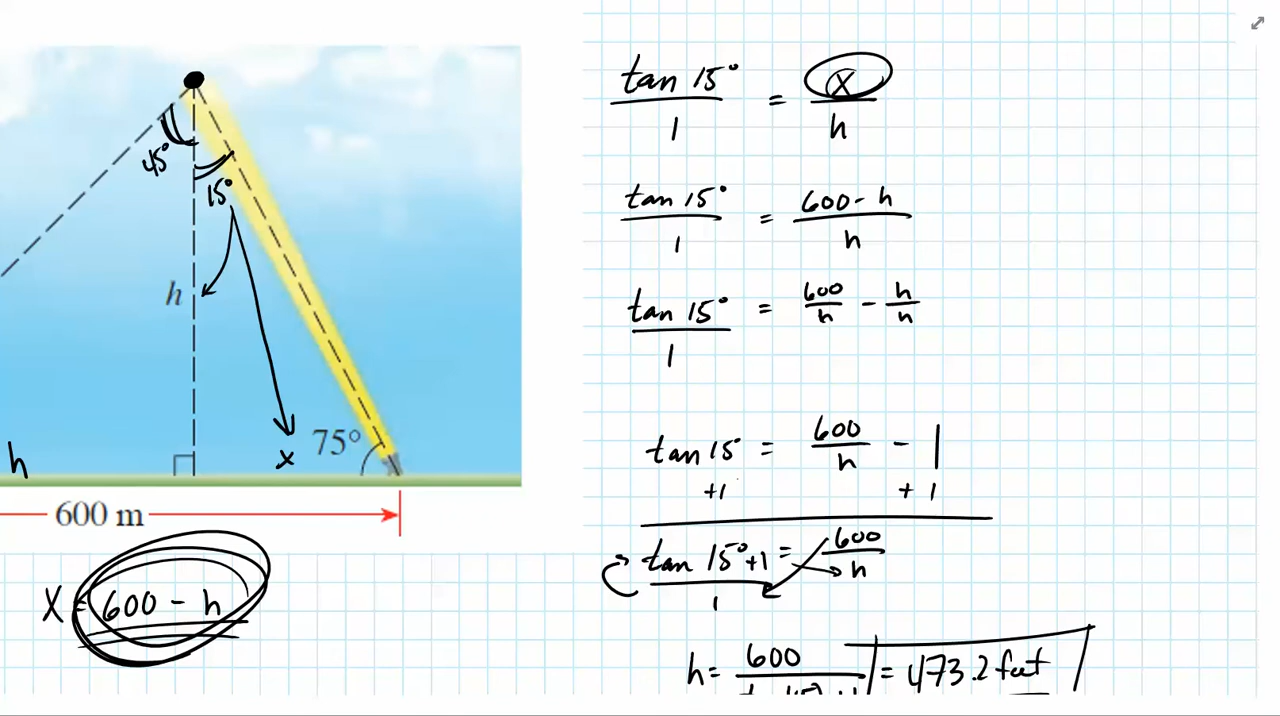 45°
15°
h
x
75°
h
600 m
X = 600 - h
tan 15° / 1 = X / h
tan 15° / 1 = 600 - h / h
tan 15° / 1 = 600 / h - h / h
tan 15° = 600 / h - 1
+1 + 1
tan 15° +1 / 1 = 600 / h
h = 600 = 473.2 feet